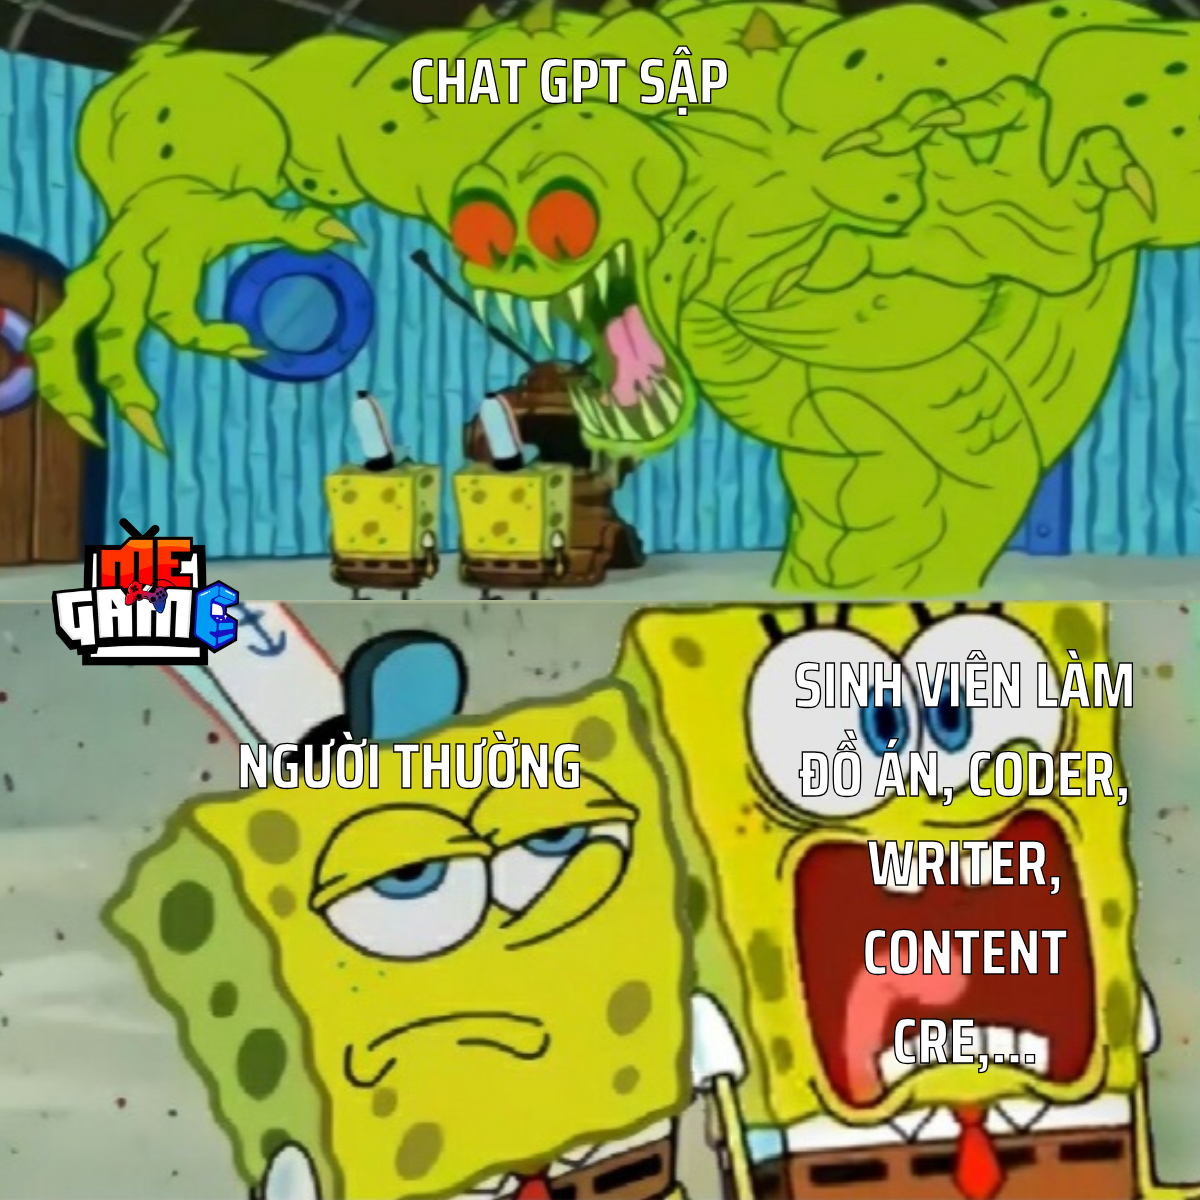 CHAT GPT SẬP
ME
GAME
NGƯỜI THƯỜNG
SINH VIÊN LÀM
ĐỒ ÁN, CODER,
WRITER,
CONTENT
CRE,...